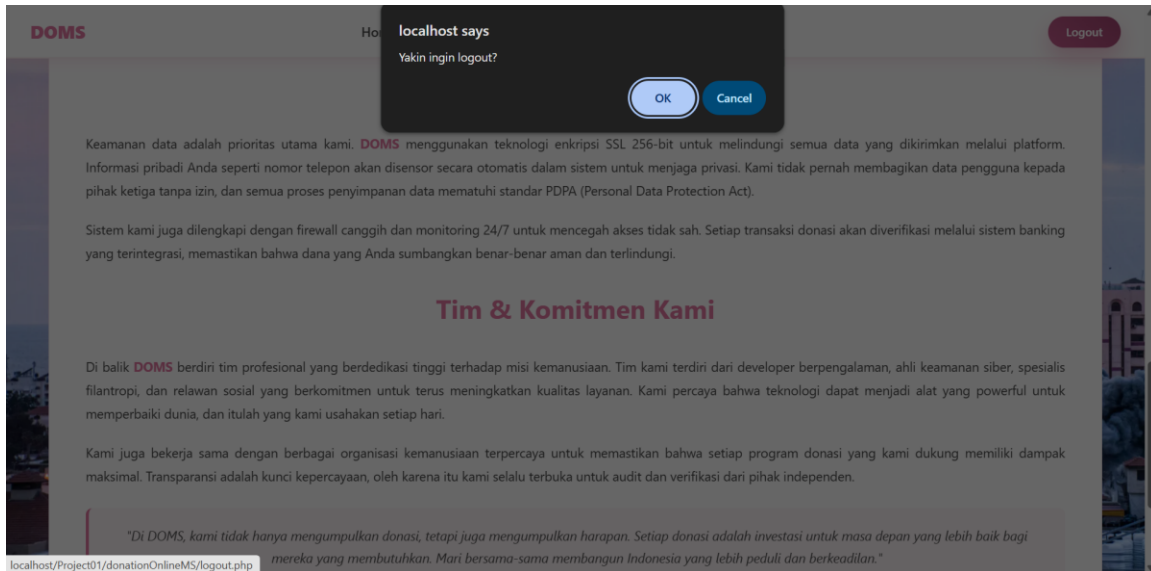 DOMS
Ho
Logout
localhost says
Yakin ingin logout?
OK
Cancel
Keamanan data adalah prioritas utama kami. DOMS menggunakan teknologi enkripsi SSL 256-bit untuk melindungi semua data yang dikirimkan melalui platform.
Informasi pribadi Anda seperti nomor telepon akan disensor secara otomatis dalam sistem untuk menjaga privasi. Kami tidak pernah membagikan data pengguna kepada
pihak ketiga tanpa izin, dan semua proses penyimpanan data mematuhi standar PDPA (Personal Data Protection Act).
Sistem kami juga dilengkapi dengan firewall canggih dan monitoring 24/7 untuk mencegah akses tidak sah. Setiap transaksi donasi akan diverifikasi melalui sistem banking
yang terintegrasi, memastikan bahwa dana yang Anda sumbangkan benar-benar aman dan terlindungi.
Tim & Komitmen Kami
Di balik DOMS berdiri tim profesional yang berdedikasi tinggi terhadap misi kemanusiaan. Tim kami terdiri dari developer berpengalaman, ahli keamanan siber, spesialis
filantropi, dan relawan sosial yang berkomitmen untuk terus meningkatkan kualitas layanan. Kami percaya bahwa teknologi dapat menjadi alat yang powerful untuk
memperbaiki dunia, dan itulah yang kami usahakan setiap hari.
Kami juga bekerja sama dengan berbagai organisasi kemanusiaan terpercaya untuk memastikan bahwa setiap program donasi yang kami dukung memiliki dampak
maksimal. Transparansi adalah kunci kepercayaan, oleh karena itu kami selalu terbuka untuk audit dan verifikasi dari pihak independen.
"Di DOMS, kami tidak hanya mengumpulkan donasi, tetapi juga mengumpulkan harapan. Setiap donasi adalah investasi untuk masa depan yang lebih baik bagi
mereka yang membutuhkan. Mari bersama-sama membangun Indonesia yang lebih peduli dan berkeadilan."
localhost/Project01/donationOnlineMS/logout.php